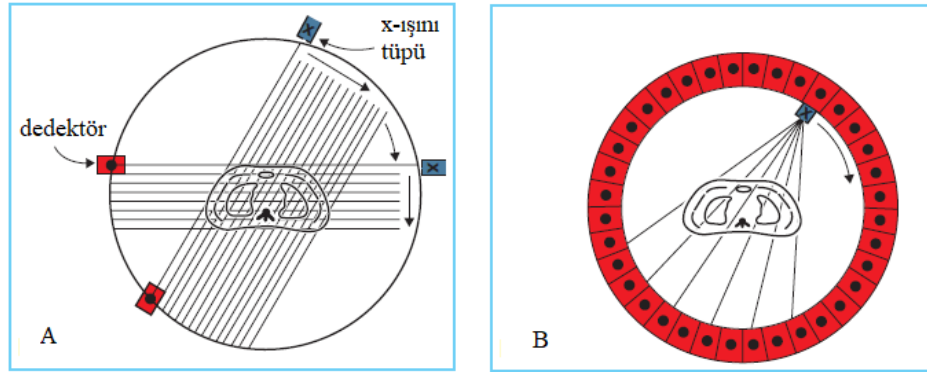 x-ışını
tüpü
dedektör
A
B